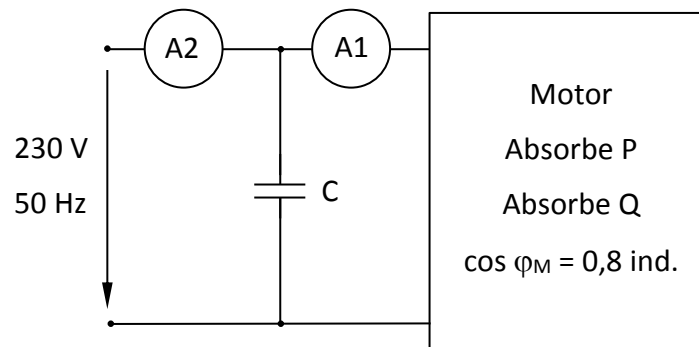 A2
A1
230 V
50 Hz
C
Motor
Absorbe P
Absorbe Q
cos φM = 0,8 ind.